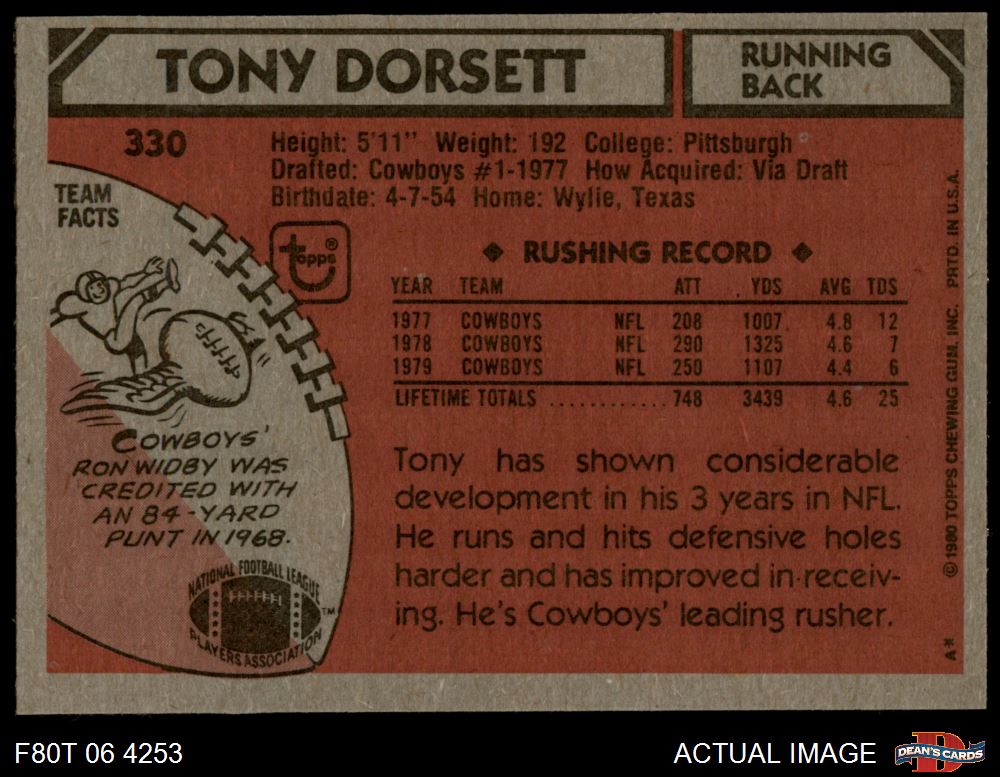 TONY DORSETT
RUNNING
BACK
330
Height: 5'11" Weight: 192 College: Pittsburgh
Drafted: Cowboys #1-1977 How Acquired: Via Draft
Birthdate: 4-7-54 Home: Wylie, Texas
TEAM
FACTS
topps®
◆ RUSHING RECORD ◆
YEAR TEAM ATT YDS AVG TDS
1977 COWBOYS NFL 208 1007 4.8 12
1978 COWBOYS NFL 290 1325 4.6 7
1979 COWBOYS NFL 250 1107 4.4 6
LIFETIME TOTALS ............ 748 3439 4.6 25
COWBOYS'
RON WIDBY WAS
CREDITED WITH
AN 84-YARD
PUNT IN 1968.
Tony has shown considerable
development in his 3 years in NFL.
He runs and hits defensive holes
harder and has improved in receiv-
ing. He's Cowboys' leading rusher.
NATIONAL FOOTBALL LEAGUE
PLAYERS ASSOCIATION
TM
©1980 TOPPS CHEWING GUM, INC. PRTD. IN U.S.A.
A*
F80T 06 4253
ACTUAL IMAGE
D
DEAN'S CARDS